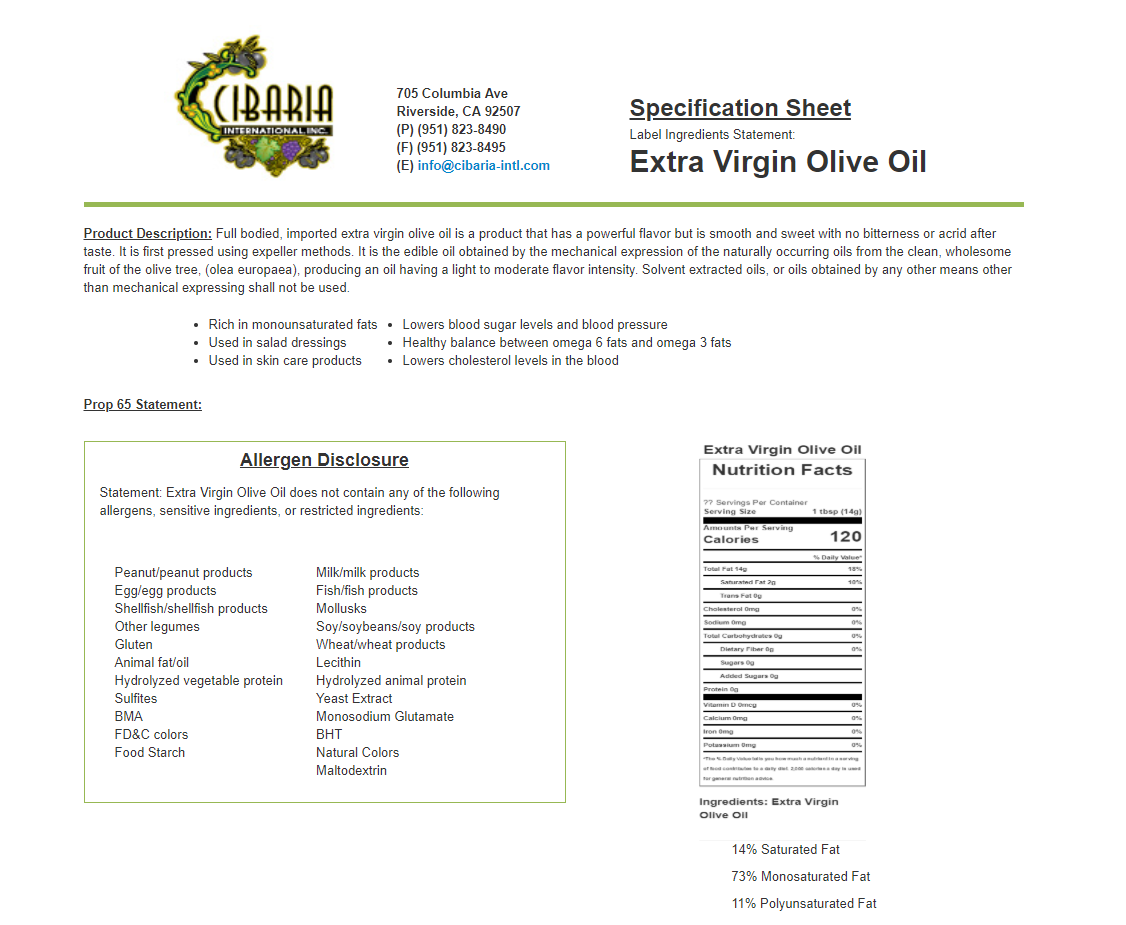 CIBARIA
INTERNATIONAL INC.
705 Columbia Ave
Riverside, CA 92507
(P) (951) 823-8490
(F) (951) 823-8495
(E) info@cibaria-intl.com
Specification Sheet
Label Ingredients Statement:
Extra Virgin Olive Oil
Product Description: Full bodied, imported extra virgin olive oil is a product that has a powerful flavor but is smooth and sweet with no bitterness or acrid after
taste. It is first pressed using expeller methods. It is the edible oil obtained by the mechanical expression of the naturally occurring oils from the clean, wholesome
fruit of the olive tree, (olea europaea), producing an oil having a light to moderate flavor intensity. Solvent extracted oils, or oils obtained by any other means other
than mechanical expressing shall not be used.
• Rich in monounsaturated fats
• Used in salad dressings
• Used in skin care products
• Lowers blood sugar levels and blood pressure
• Healthy balance between omega 6 fats and omega 3 fats
• Lowers cholesterol levels in the blood
Prop 65 Statement:
Allergen Disclosure
Statement: Extra Virgin Olive Oil does not contain any of the following
allergens, sensitive ingredients, or restricted ingredients:
Peanut/peanut products
Egg/egg products
Shellfish/shellfish products
Other legumes
Gluten
Animal fat/oil
Hydrolyzed vegetable protein
Sulfites
BMA
FD&C colors
Food Starch
Milk/milk products
Fish/fish products
Mollusks
Soy/soybeans/soy products
Wheat/wheat products
Lecithin
Hydrolyzed animal protein
Yeast Extract
Monosodium Glutamate
BHT
Natural Colors
Maltodextrin
Extra Virgin Olive Oil
Nutrition Facts
?? Servings Per Container
Serving Size 1 tbsp (14g)
Amounts Per Serving
Calories 120
% Daily Value*
Total Fat 14g 18%
Saturated Fat 2g 10%
Trans Fat 0g
Cholesterol 0mg 0%
Sodium 0mg 0%
Total Carbohydrates 0g 0%
Dietary Fiber 0g 0%
Sugars 0g
Added Sugars 0g
Protein 0g
Vitamin D 0mcg 0%
Calcium 0mg 0%
Iron 0mg 0%
Potassium 0mg 0%
*The % Daily Value tells you how much a nutrient in a serving
of food contributes to a daily diet. 2,000 calories a day is used
for general nutrition advice.
Ingredients: Extra Virgin
Olive Oil
14% Saturated Fat
73% Monosaturated Fat
11% Polyunsaturated Fat